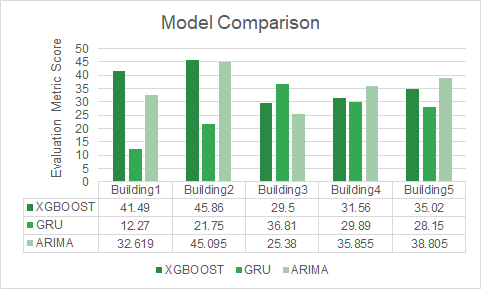 Model Comparison
Evaluation Metric Score
50
45
40
35
30
25
20
15
10
5
0
Building1 Building2 Building3 Building4 Building5
XGBOOST 41.49 45.86 29.5 31.56 35.02
GRU 12.27 21.75 36.81 29.89 28.15
ARIMA 32.619 45.095 25.38 35.855 38.805
XGBOOST GRU ARIMA